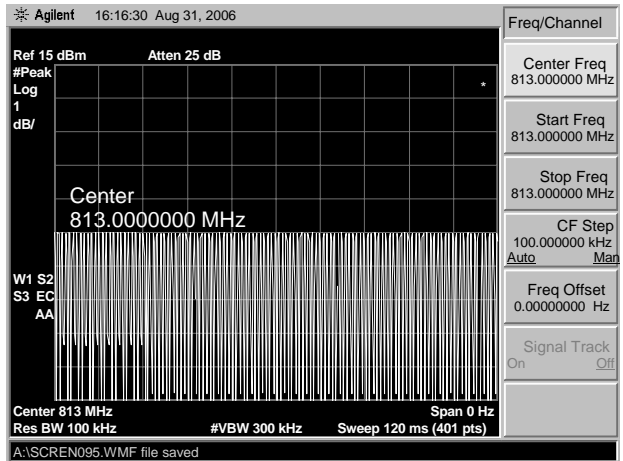 Agilent 16:16:30 Aug 31, 2006
Freq/Channel
Ref 15 dBm Atten 25 dB
#Peak
Log
1
dB/
*
Center
813.0000000 MHz
W1 S2
S3 EC
AA
Center 813 MHz Span 0 Hz
Res BW 100 kHz #VBW 300 kHz Sweep 120 ms (401 pts)
A:\SCREN095.WMF file saved
Center Freq
813.000000 MHz
Start Freq
813.000000 MHz
Stop Freq
813.000000 MHz
CF Step
100.000000 kHz
Auto Man
Freq Offset
0.00000000 Hz
Signal Track
On Off